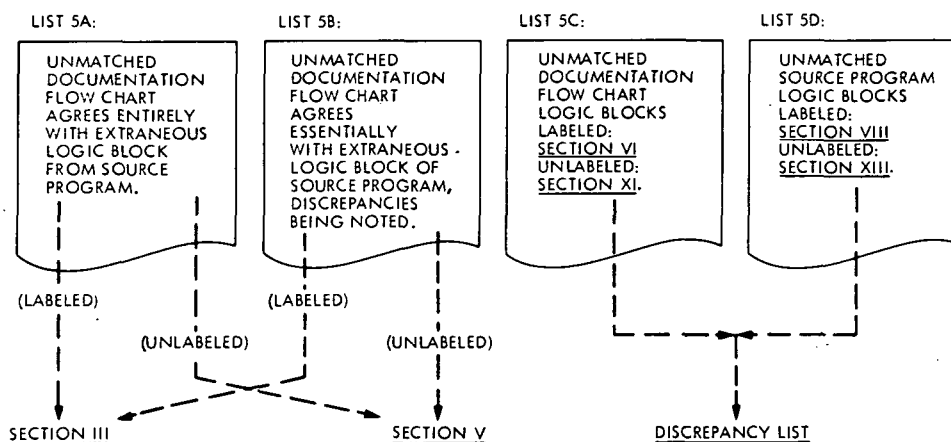 LIST 5A:
UNMATCHED
DOCUMENTATION
FLOW CHART
AGREES ENTIRELY
WITH EXTRANEOUS
LOGIC BLOCK
FROM SOURCE
PROGRAM.
LIST 5B:
UNMATCHED
DOCUMENTATION
FLOW CHART
AGREES
ESSENTIALLY
WITH EXTRANEOUS
LOGIC BLOCK OF
SOURCE PROGRAM,
DISCREPANCIES
BEING NOTED.
LIST 5C:
UNMATCHED
DOCUMENTATION
FLOW CHART
LOGIC BLOCKS
LABELED:
SECTION VI
UNLABELED:
SECTION XI.
LIST 5D:
UNMATCHED
SOURCE PROGRAM
LOGIC BLOCKS
LABELED:
SECTION VIII
UNLABELED:
SECTION XIII.
(LABELED)
(UNLABELED)
(LABELED)
(UNLABELED)
SECTION III
SECTION V
DISCREPANCY LIST